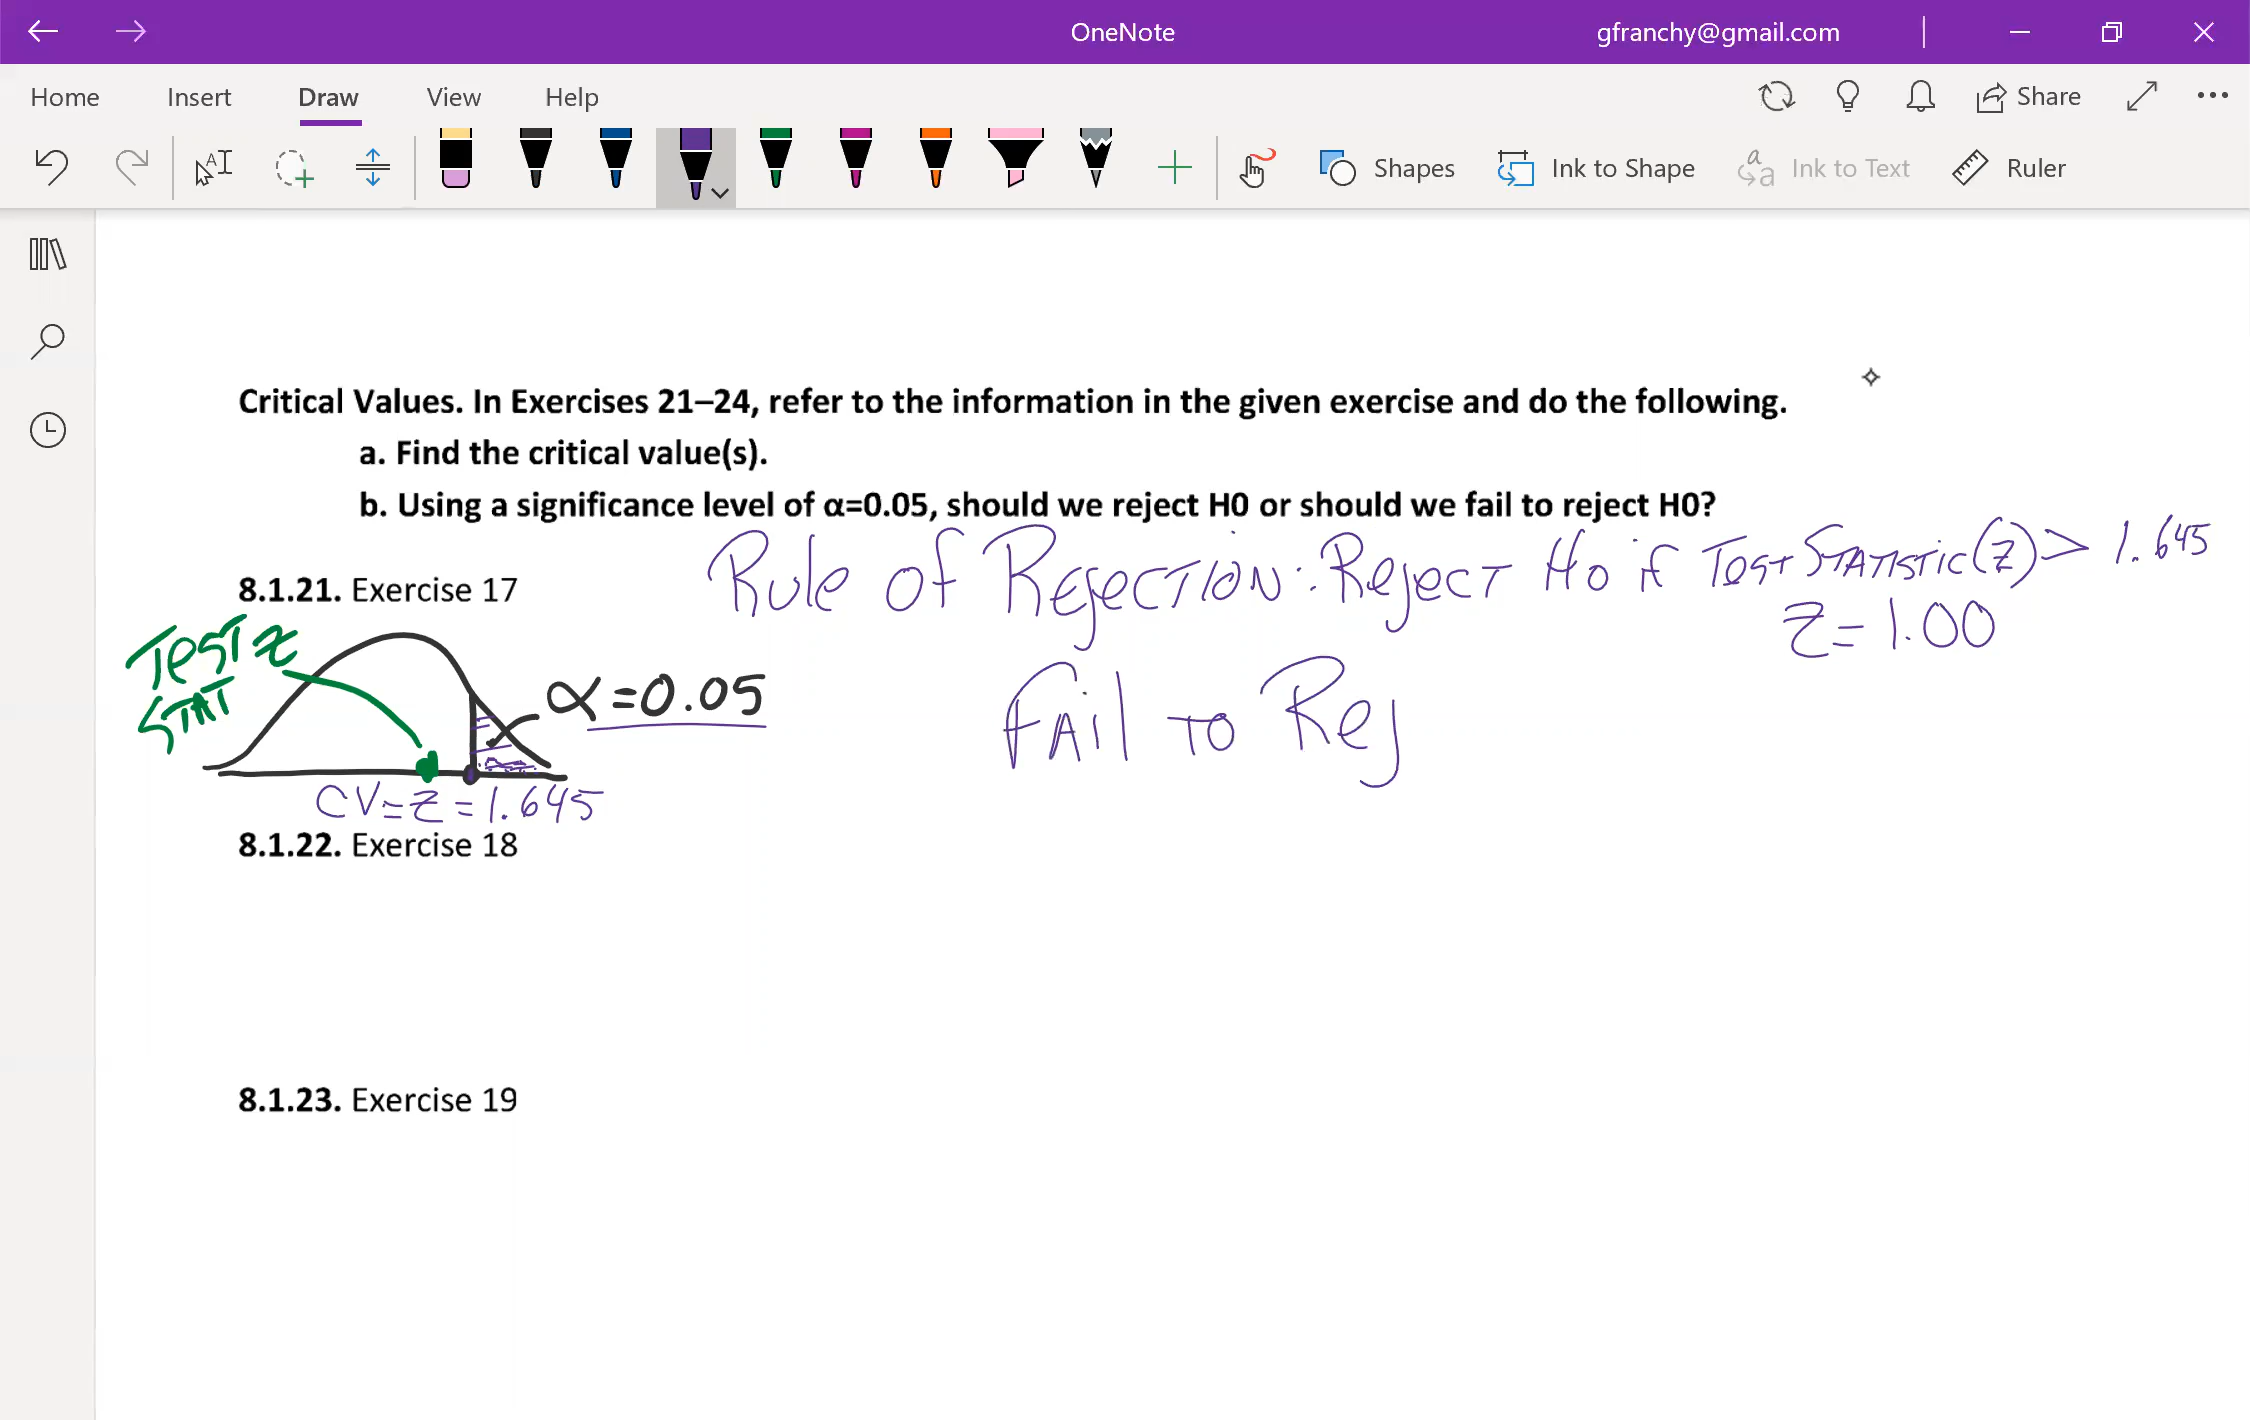 OneNote
gfranchy@gmail.com
Home Insert Draw View Help
Share
Shapes Ink to Shape Ink to Text Ruler
Critical Values. In Exercises 21–24, refer to the information in the given exercise and do the following.
a. Find the critical value(s).
b. Using a significance level of α=0.05, should we reject H0 or should we fail to reject H0?
Rule of Rejection: Reject Ho if Test Statistic(z) > 1.645
8.1.21. Exercise 17
z = 1.00
Test z
Stat
α=0.05
Fail to Rej
CV=z=1.645
8.1.22. Exercise 18
8.1.23. Exercise 19